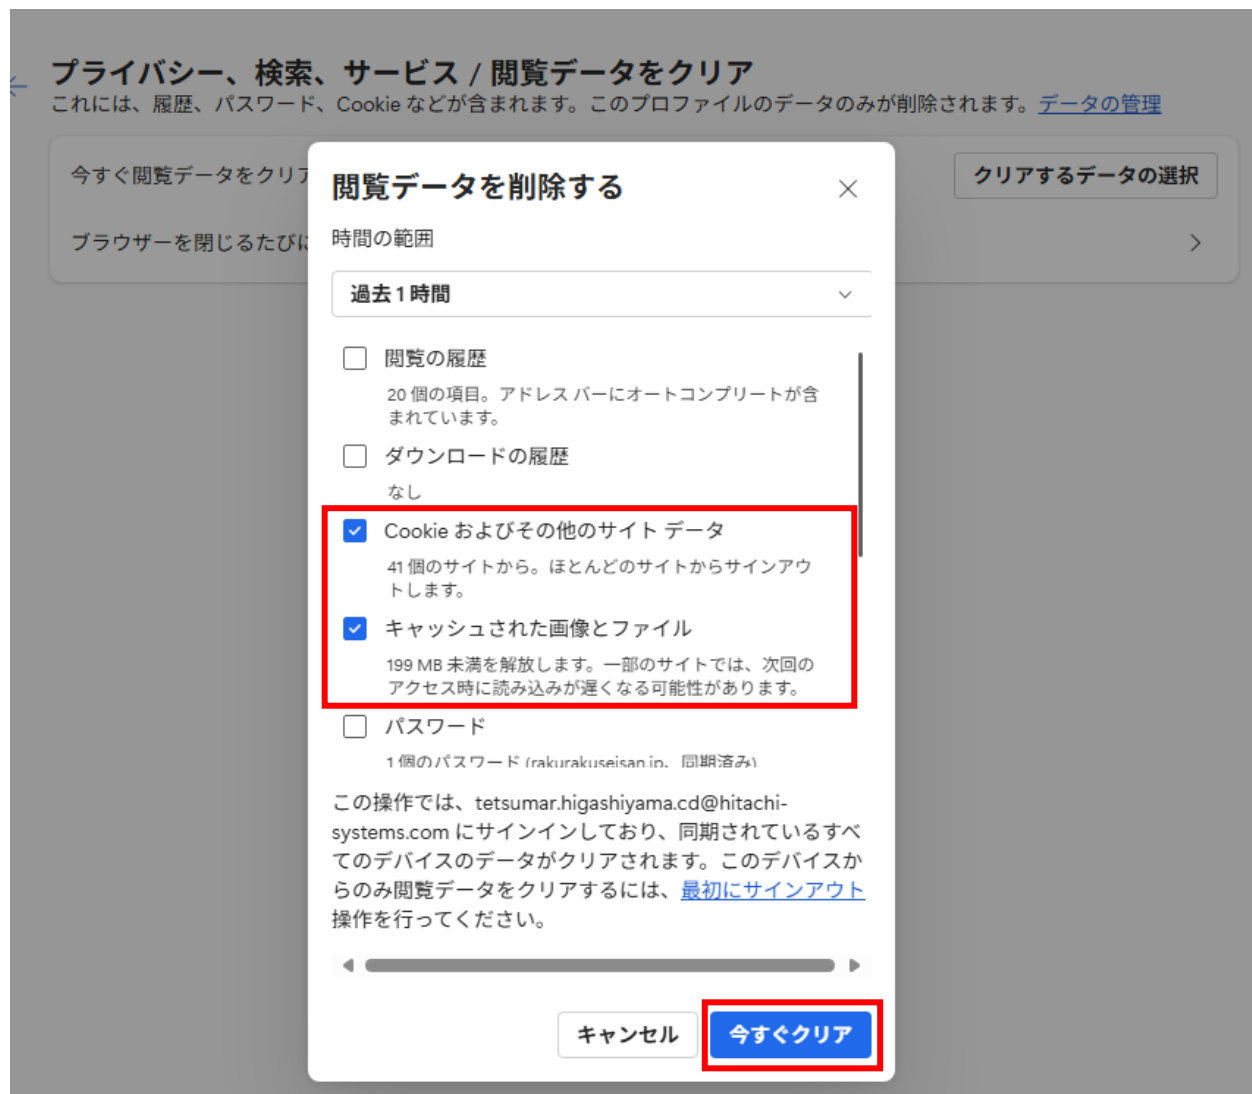 プライバシー、検索、サービス / 閲覧データをクリア
これには、履歴、パスワード、Cookie などが含まれます。このプロファイルのデータのみが削除されます。データの管理
今すぐ閲覧データをクリア
クリアするデータの選択
ブラウザーを閉じるたびに
閲覧データを削除する
時間の範囲
過去 1 時間
閲覧の履歴
20 個の項目。アドレス バーにオートコンプリートが含
まれています。
ダウンロードの履歴
なし
Cookie およびその他のサイト データ
41 個のサイトから。ほとんどのサイトからサインアウ
トします。
キャッシュされた画像とファイル
199 MB 未満を解放します。一部のサイトでは、次回の
アクセス時に読み込みが遅くなる可能性があります。
パスワード
1 個のパスワード (rakurakuseisan.jp、同期済み)
この操作では、tetsumar.higashiyama.cd@hitachi-
systems.com にサインインしており、同期されているすべ
てのデバイスのデータがクリアされます。このデバイスか
らのみ閲覧データをクリアするには、最初にサインアウト
操作を行ってください。
キャンセル
今すぐクリア